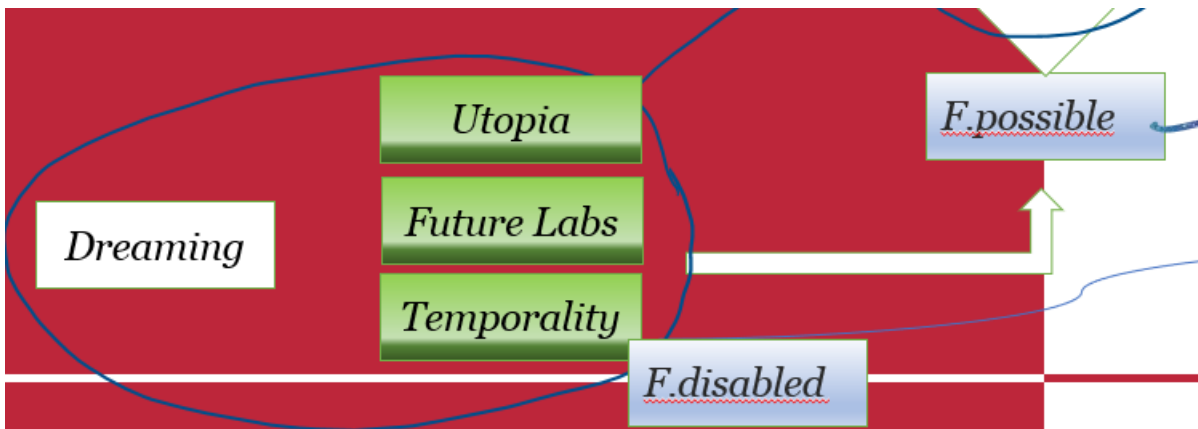 Utopia
F.possible
Future Labs
Dreaming
Temporality
F.disabled